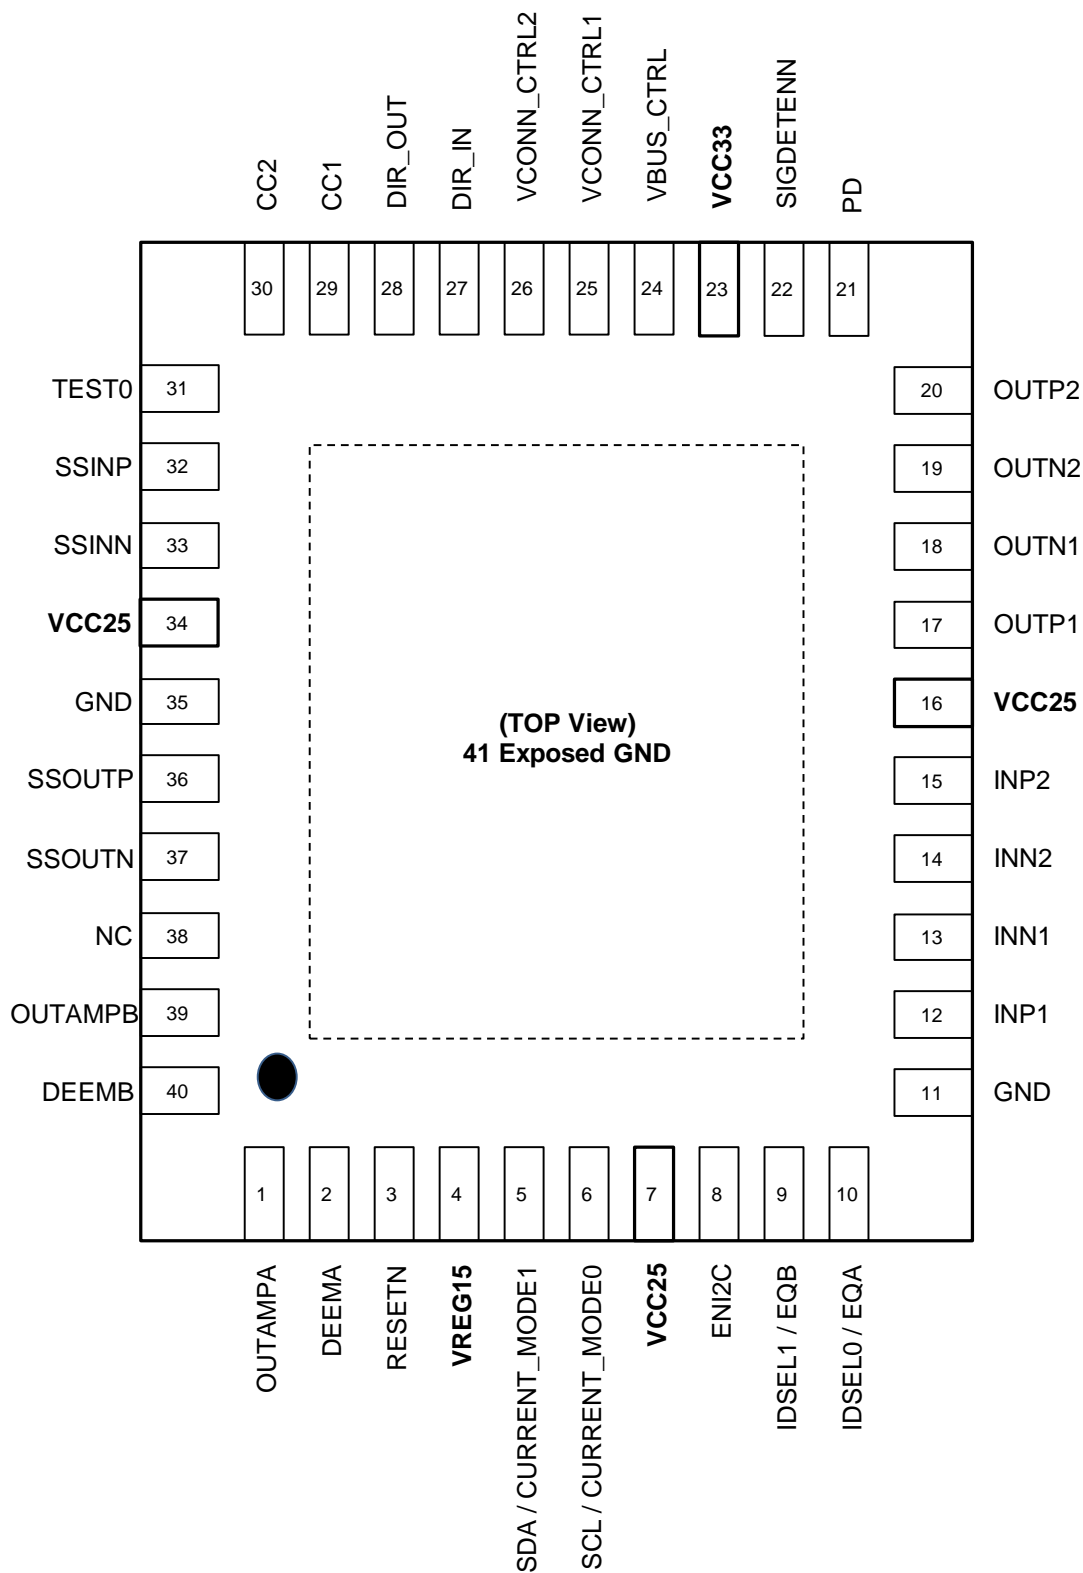 CC2
CC1
DIR_OUT
DIR_IN
VCONN_CTRL2
VCONN_CTRL1
VBUS_CTRL
VCC33
SIGDETENN
PD
30
29
28
27
26
25
24
23
22
21
TEST0
31
20
OUTP2
SSINP
32
19
OUTN2
SSINN
33
18
OUTN1
VCC25
34
17
OUTP1
GND
35
16
VCC25
(TOP View)
41 Exposed GND
SSOUTP
36
15
INP2
SSOUTN
37
14
INN2
NC
38
13
INN1
OUTAMPB
39
12
INP1
DEEMB
40
11
GND
1
2
3
4
5
6
7
8
9
10
OUTAMPA
DEEMA
RESETN
VREG15
SDA / CURRENT_MODE1
SCL / CURRENT_MODE0
VCC25
ENI2C
IDSEL1 / EQB
IDSEL0 / EQA